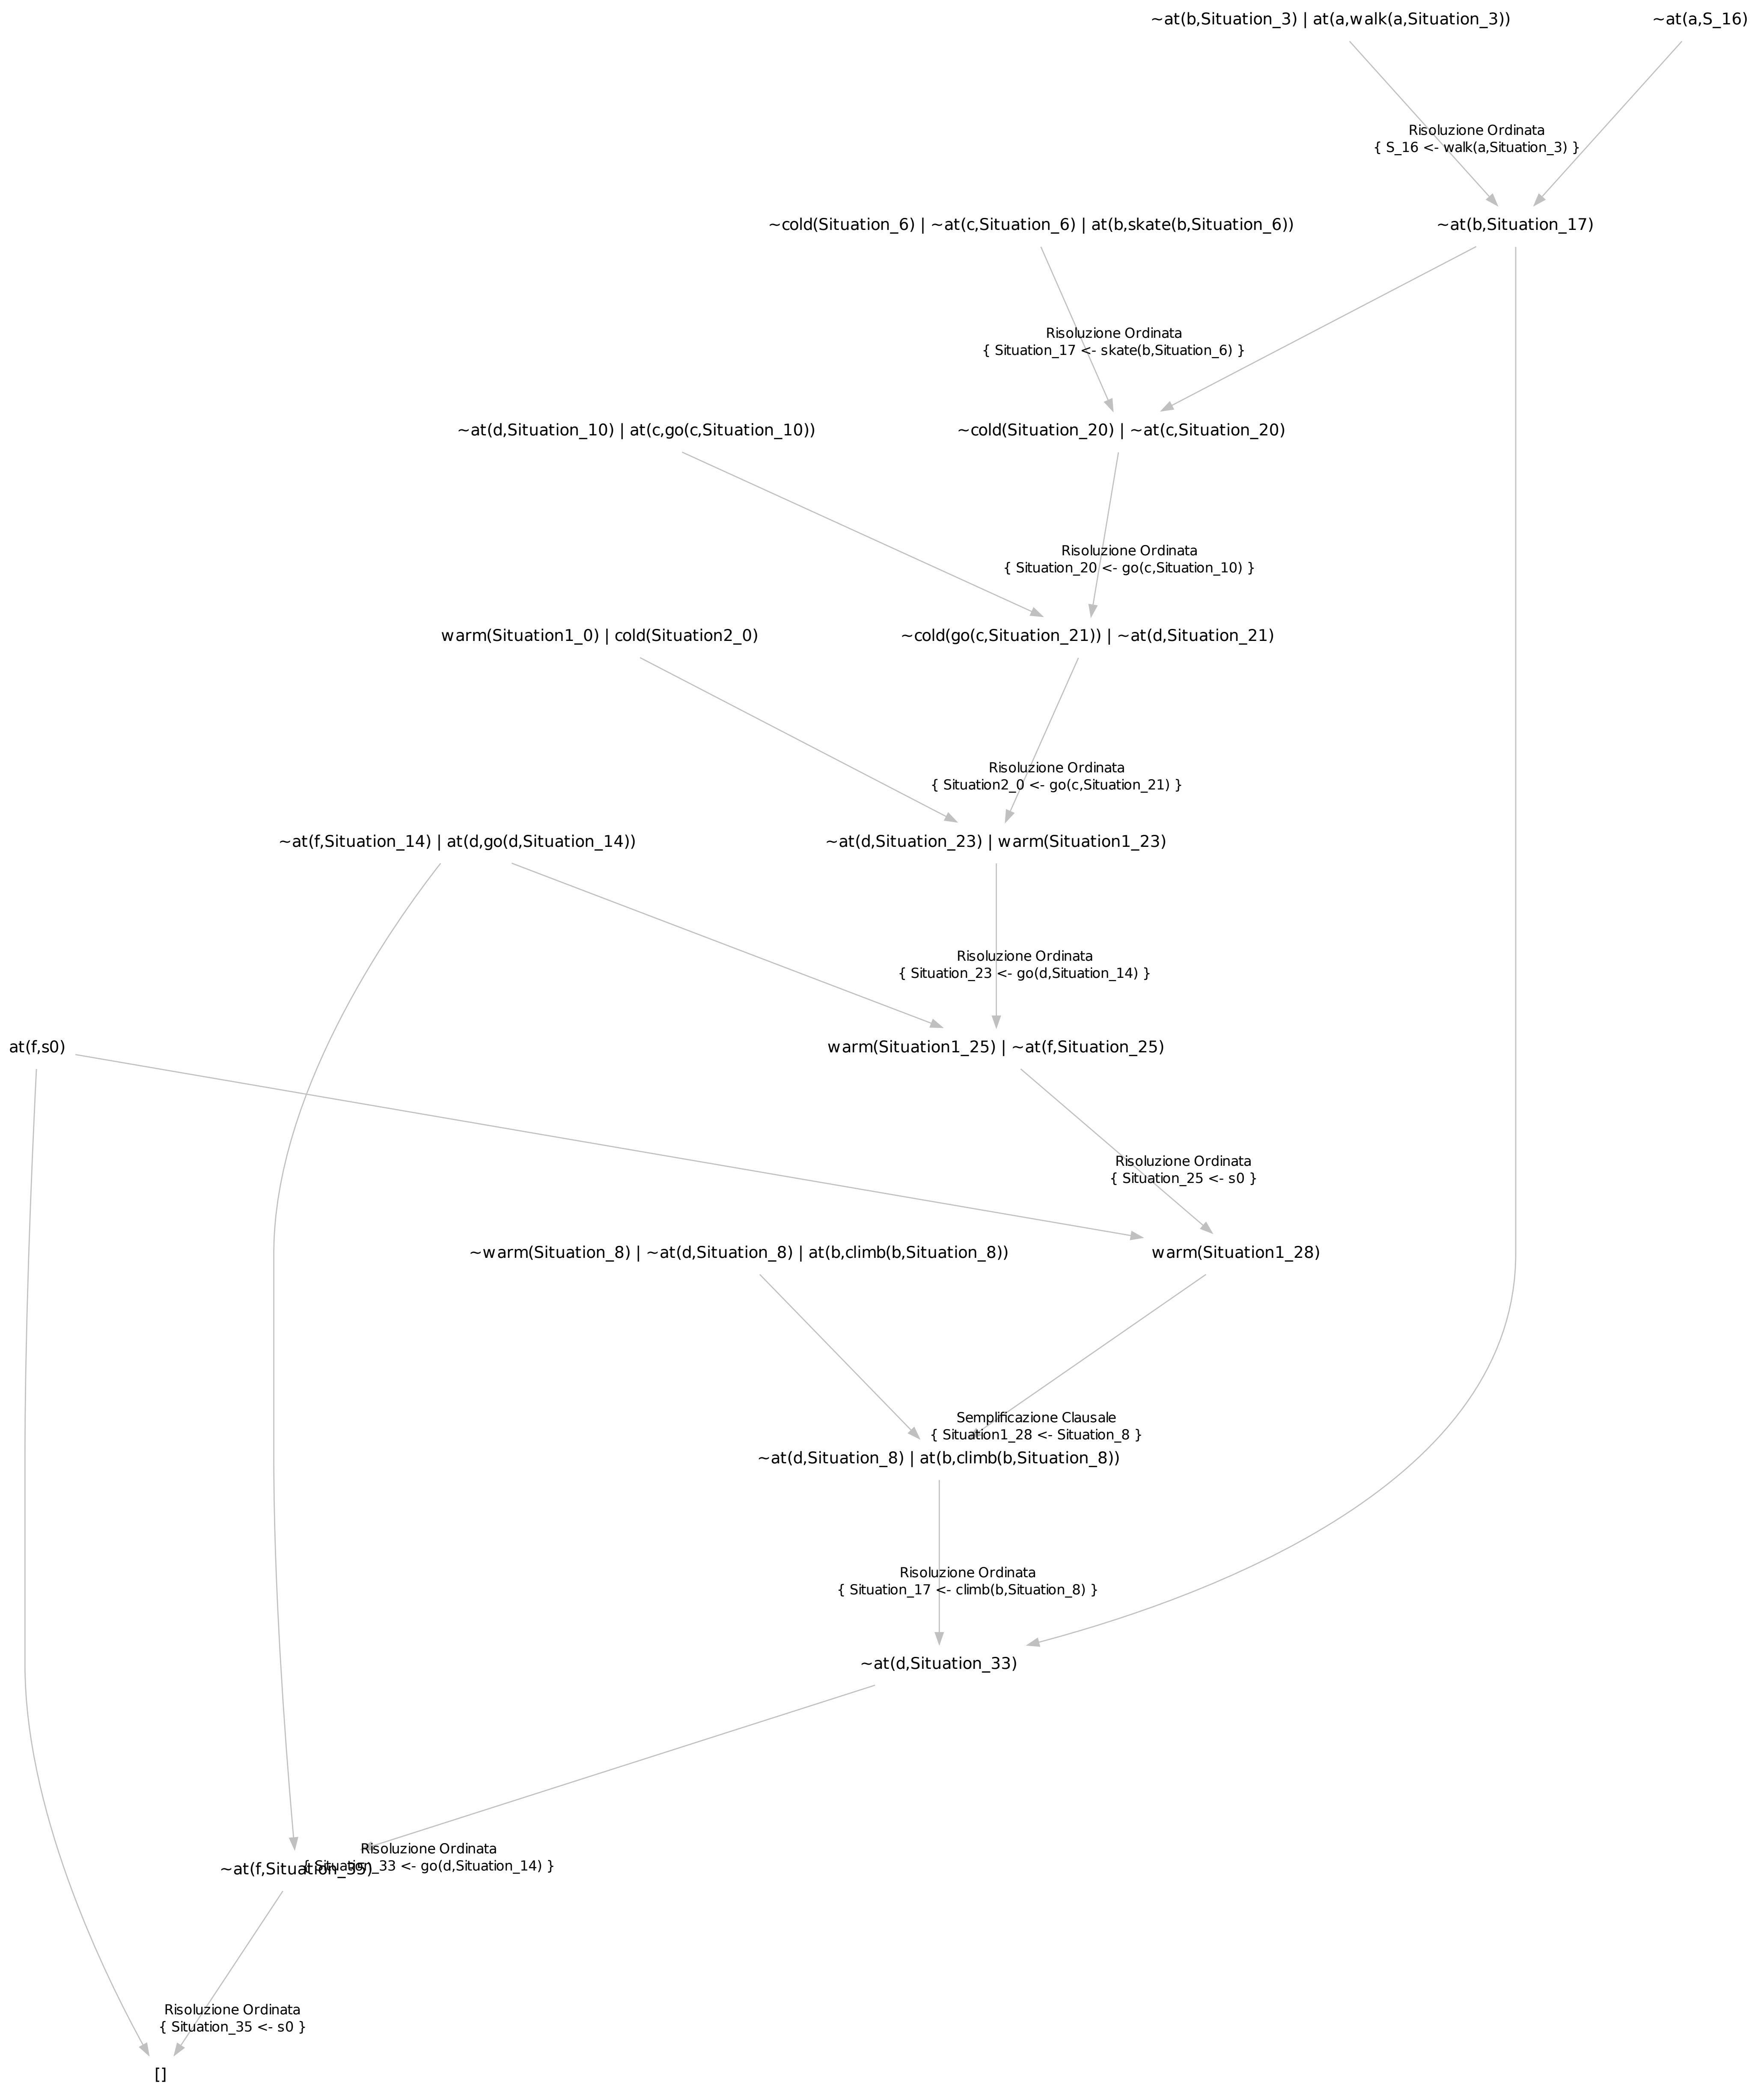 ~at(b,Situation_3) | at(a,walk(a,Situation_3))
~at(a,S_16)
Risoluzione Ordinata
{ S_16 <- walk(a,Situation_3) }
~cold(Situation_6) | ~at(c,Situation_6) | at(b,skate(b,Situation_6))
~at(b,Situation_17)
Risoluzione Ordinata
{ Situation_17 <- skate(b,Situation_6) }
~at(d,Situation_10) | at(c,go(c,Situation_10))
~cold(Situation_20) | ~at(c,Situation_20)
Risoluzione Ordinata
{ Situation_20 <- go(c,Situation_10) }
warm(Situation1_0) | cold(Situation2_0)
~cold(go(c,Situation_21)) | ~at(d,Situation_21)
Risoluzione Ordinata
{ Situation2_0 <- go(c,Situation_21) }
~at(f,Situation_14) | at(d,go(d,Situation_14))
~at(d,Situation_23) | warm(Situation1_23)
Risoluzione Ordinata
{ Situation_23 <- go(d,Situation_14) }
at(f,s0)
warm(Situation1_25) | ~at(f,Situation_25)
Risoluzione Ordinata
{ Situation_25 <- s0 }
~warm(Situation_8) | ~at(d,Situation_8) | at(b,climb(b,Situation_8))
warm(Situation1_28)
Semplificazione Clausale
{ Situation1_28 <- Situation_8 }
~at(d,Situation_8) | at(b,climb(b,Situation_8))
Risoluzione Ordinata
{ Situation_17 <- climb(b,Situation_8) }
~at(d,Situation_33)
Risoluzione Ordinata
{ Situation_33 <- go(d,Situation_14) }
~at(f,Situation_35)
Risoluzione Ordinata
{ Situation_35 <- s0 }
[]